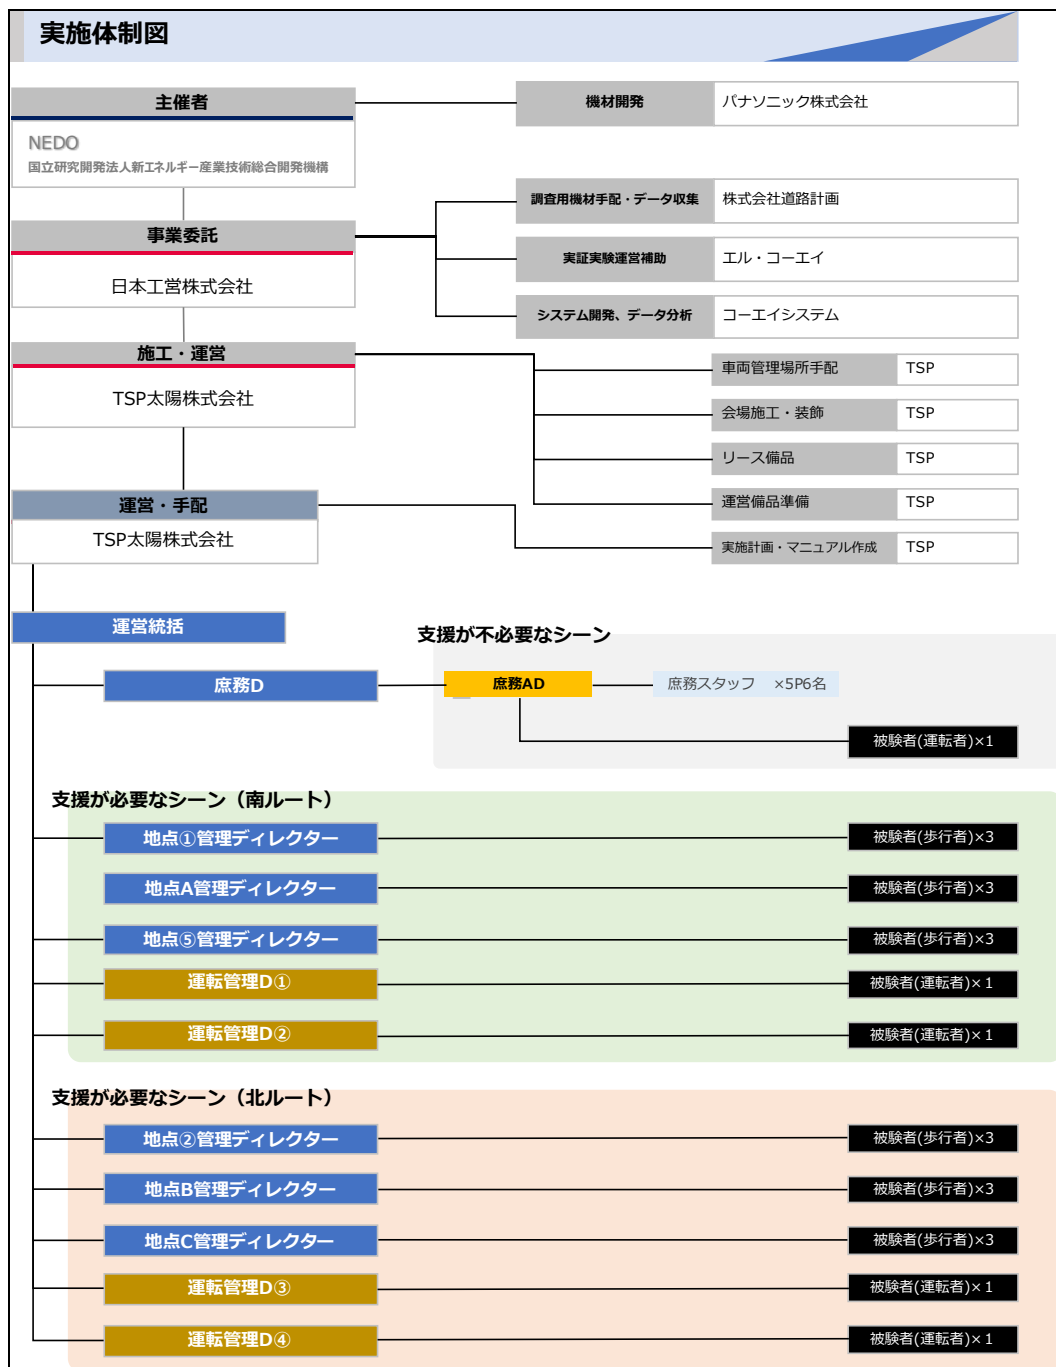 実施体制図
主催者
NEDO
国立研究開発法人新エネルギー産業技術総合開発機構
機材開発 パナソニック株式会社
事業委託
日本工営株式会社
調査用機材手配・データ収集 株式会社道路計画
実証実験運営補助 エル・コーエイ
システム開発、データ分析 コーエイシステム
施工・運営
TSP太陽株式会社
車両管理場所手配 TSP
会場施工・装飾 TSP
リース備品 TSP
運営備品準備 TSP
運営・手配
TSP太陽株式会社
実施計画・マニュアル作成 TSP
運営統括
支援が不必要なシーン
庶務D 庶務AD 庶務スタッフ ×5P6名
被験者(運転者)×1
支援が必要なシーン（南ルート）
地点①管理ディレクター 被験者(歩行者)×3
地点A管理ディレクター 被験者(歩行者)×3
地点⑤管理ディレクター 被験者(歩行者)×3
運転管理D① 被験者(運転者)×1
運転管理D② 被験者(運転者)×1
支援が必要なシーン（北ルート）
地点②管理ディレクター 被験者(歩行者)×3
地点B管理ディレクター 被験者(歩行者)×3
地点C管理ディレクター 被験者(歩行者)×3
運転管理D③ 被験者(運転者)×1
運転管理D④ 被験者(運転者)×1